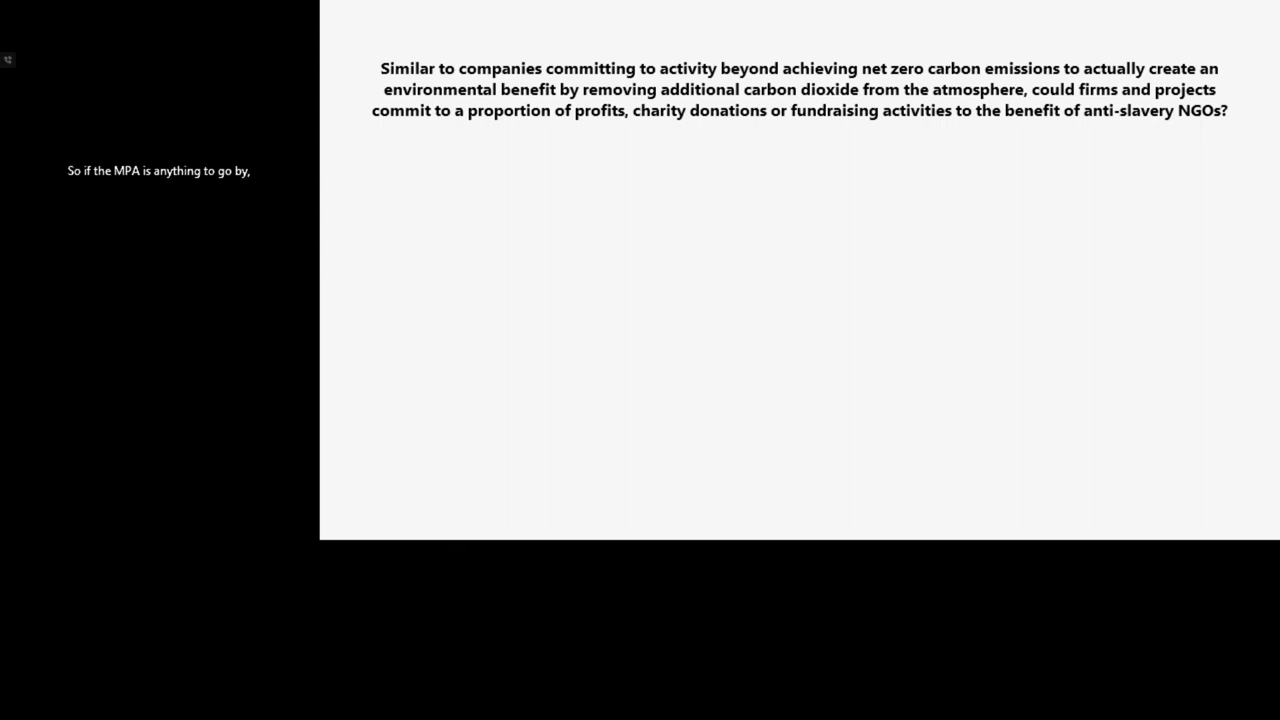 Similar to companies committing to activity beyond achieving net zero carbon emissions to actually create an
environmental benefit by removing additional carbon dioxide from the atmosphere, could firms and projects
commit to a proportion of profits, charity donations or fundraising activities to the benefit of anti-slavery NGOs?
So if the MPA is anything to go by,